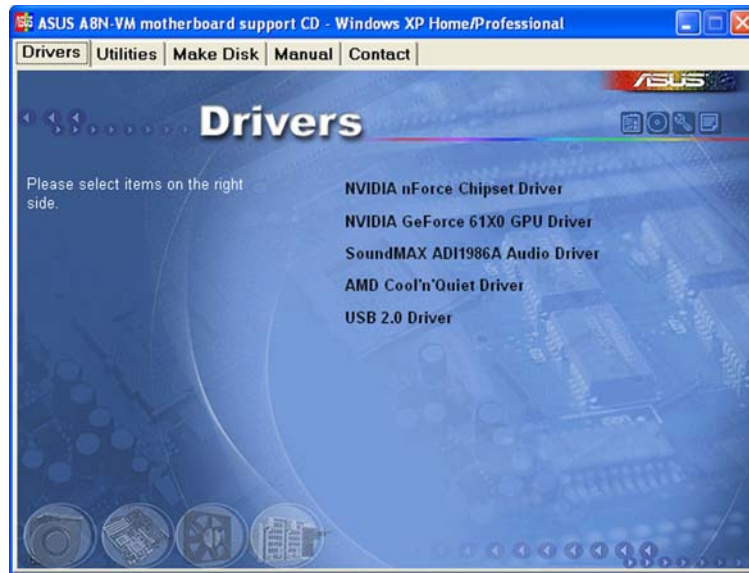 ASUS A8N-VM motherboard support CD - Windows XP Home/Professional
Drivers Utilities Make Disk Manual Contact
ASUS
Drivers
Please select items on the right
side.
NVIDIA nForce Chipset Driver
NVIDIA GeForce 61X0 GPU Driver
SoundMAX ADI1986A Audio Driver
AMD Cool'n'Quiet Driver
USB 2.0 Driver